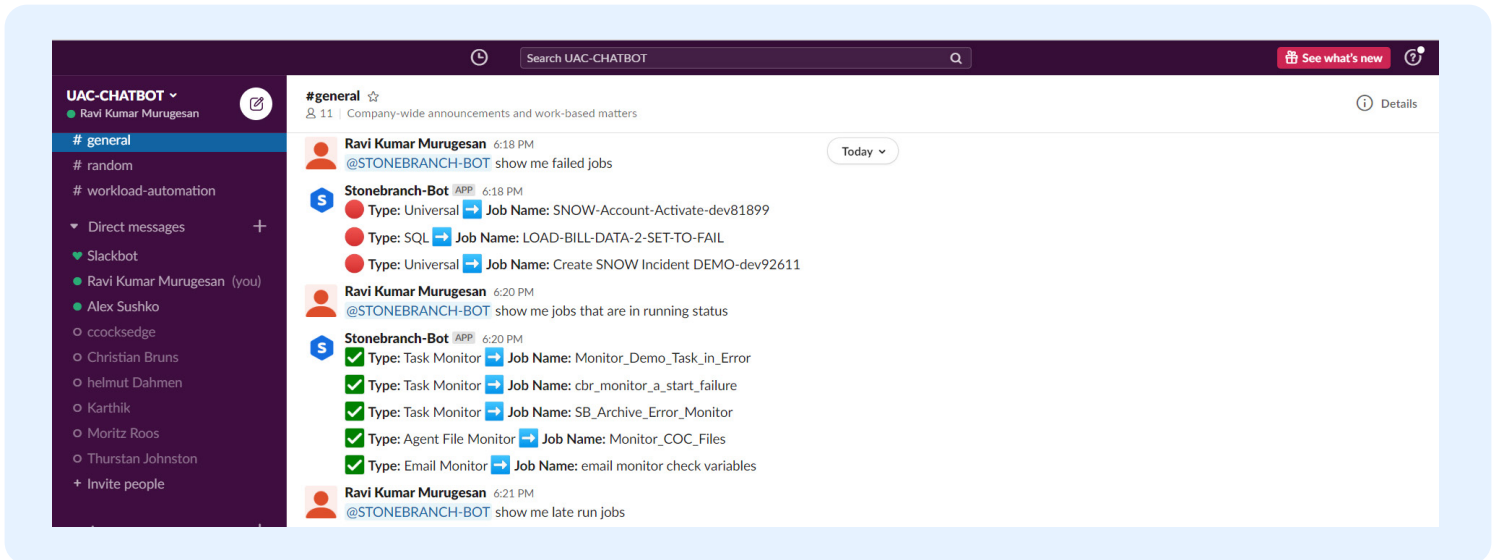 Search UAC-CHATBOT
See what's new
UAC-CHATBOT
Ravi Kumar Murugesan
# general
# random
# workload-automation
Direct messages
Slackbot
Ravi Kumar Murugesan (you)
Alex Sushko
ccocksedge
Christian Bruns
helmut Dahmen
Karthik
Moritz Roos
Thurstan Johnston
+ Invite people
#general
11 | Company-wide announcements and work-based matters
Details
Today
Ravi Kumar Murugesan 6:18 PM
@STONEBRANCH-BOT show me failed jobs
Stonebranch-Bot APP 6:18 PM
Type: Universal ➡ Job Name: SNOW-Account-Activate-dev81899
Type: SQL ➡ Job Name: LOAD-BILL-DATA-2-SET-TO-FAIL
Type: Universal ➡ Job Name: Create SNOW Incident DEMO-dev92611
Ravi Kumar Murugesan 6:20 PM
@STONEBRANCH-BOT show me jobs that are in running status
Stonebranch-Bot APP 6:20 PM
Type: Task Monitor ➡ Job Name: Monitor_Demo_Task_in_Error
Type: Task Monitor ➡ Job Name: cbr_monitor_a_start_failure
Type: Task Monitor ➡ Job Name: SB_Archive_Error_Monitor
Type: Agent File Monitor ➡ Job Name: Monitor_COC_Files
Type: Email Monitor ➡ Job Name: email monitor check variables
Ravi Kumar Murugesan 6:21 PM
@STONEBRANCH-BOT show me late run jobs